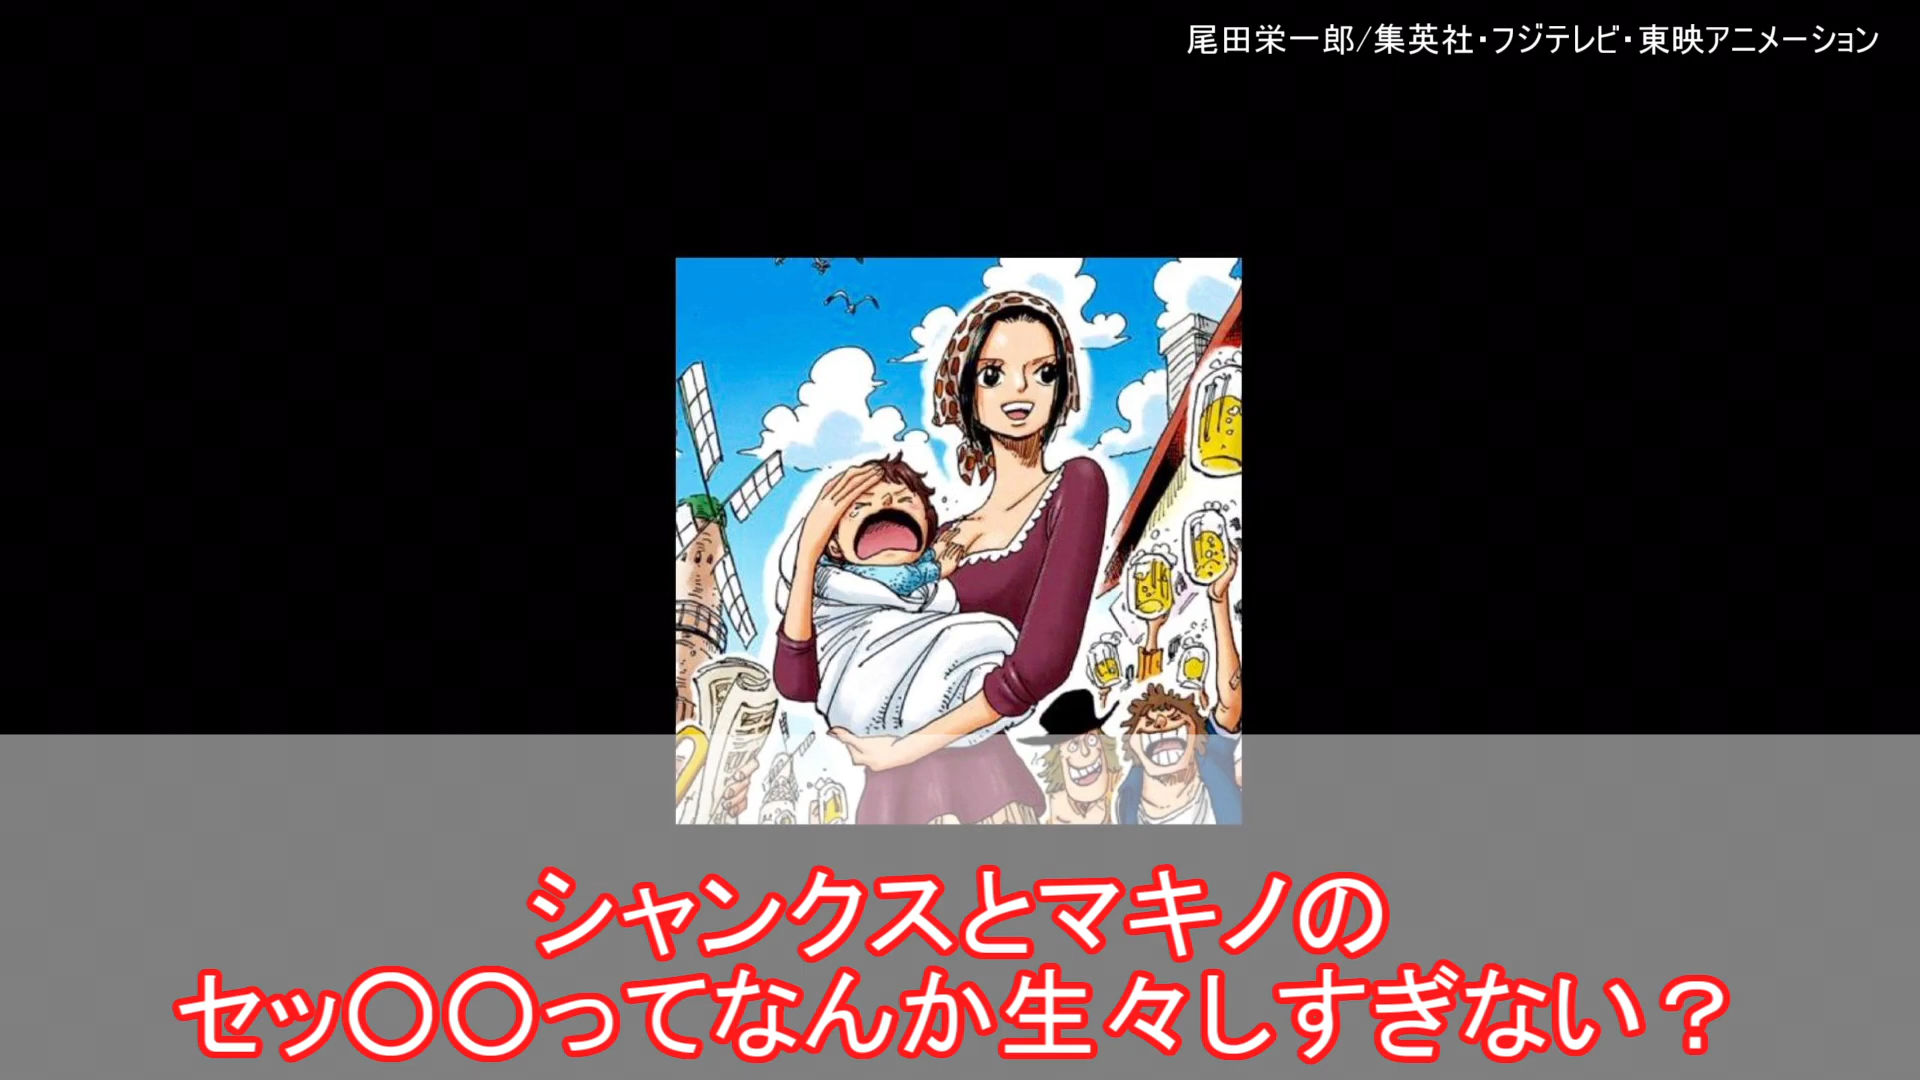 尾田栄一郎/集英社・フジテレビ・東映アニメーション
シャンクスとマキノの
セッ〇〇ってなんか生々しすぎない？